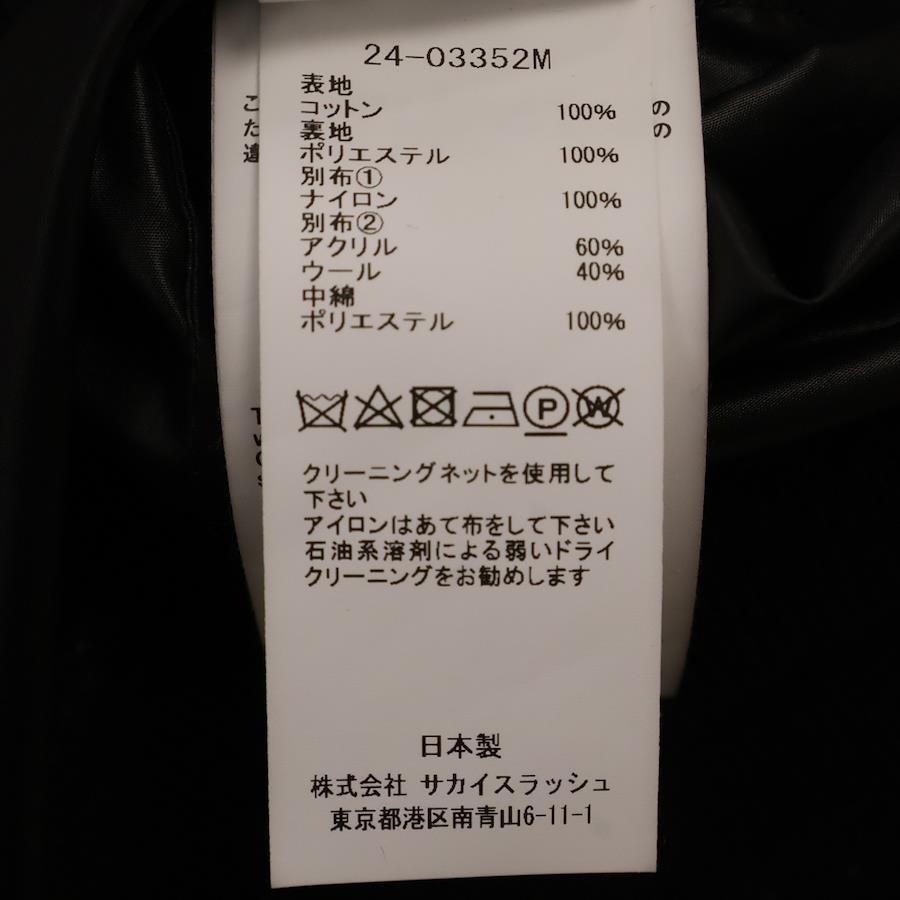 24-03352M
表地
コットン 100%
裏地
ポリエステル 100%
別布①
ナイロン 100%
別布②
アクリル 60%
ウール 40%
中綿
ポリエステル 100%
P W
クリーニングネットを使用して
下さい
アイロンはあて布をして下さい
石油系溶剤による弱いドライ
クリーニングをお勧めします
日本製
株式会社 サカイスラッシュ
東京都港区南青山6-11-1